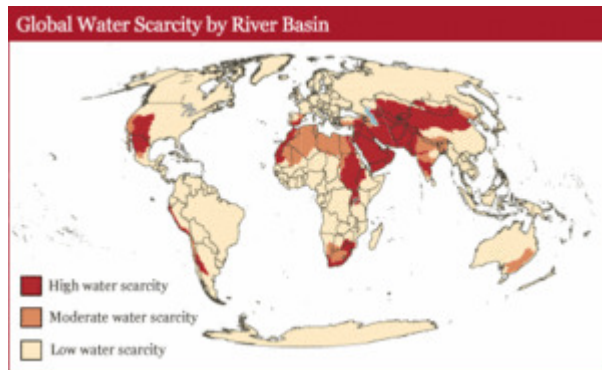 Global Water Scarcity by River Basin
High water scarcity
Moderate water scarcity
Low water scarcity